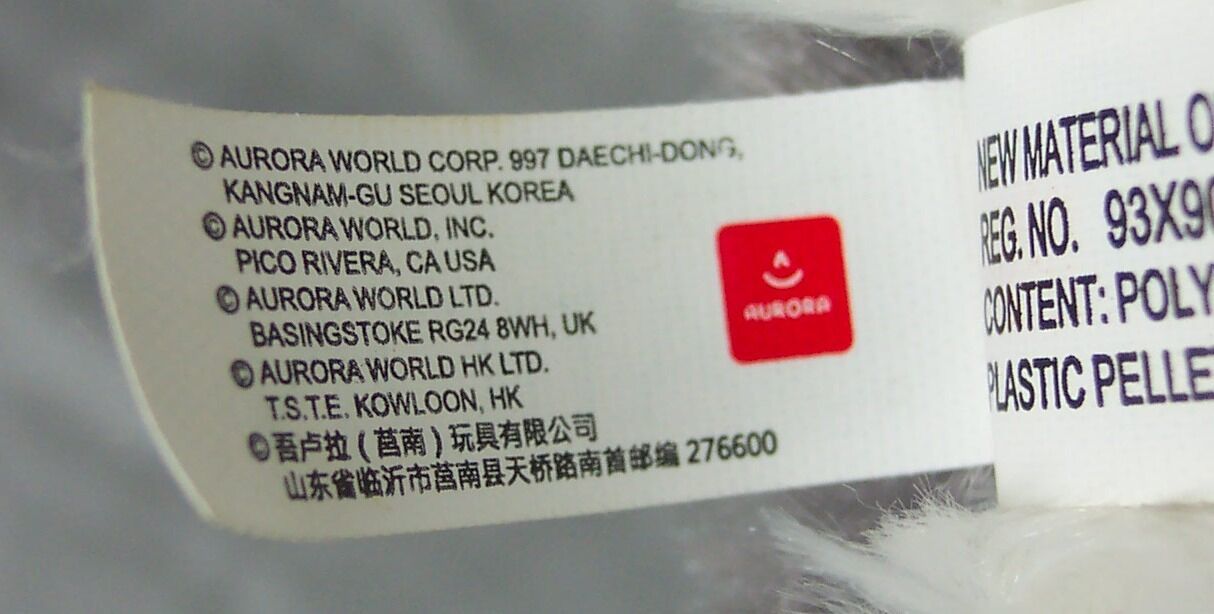 © AURORA WORLD CORP. 997 DAECHI-DONG,
KANGNAM-GU SEOUL KOREA
© AURORA WORLD, INC.
PICO RIVERA, CA USA
© AURORA WORLD LTD.
BASINGSTOKE RG24 8WH, UK
© AURORA WORLD HK LTD.
T.S.T.E. KOWLOON, HK
©吾卢拉(莒南)玩具有限公司
山东省临沂市莒南县天桥路南首邮编 276600
AURORA
NEW MATERIAL O
REG. NO. 93X90
CONTENT: POLY
PLASTIC PELLE